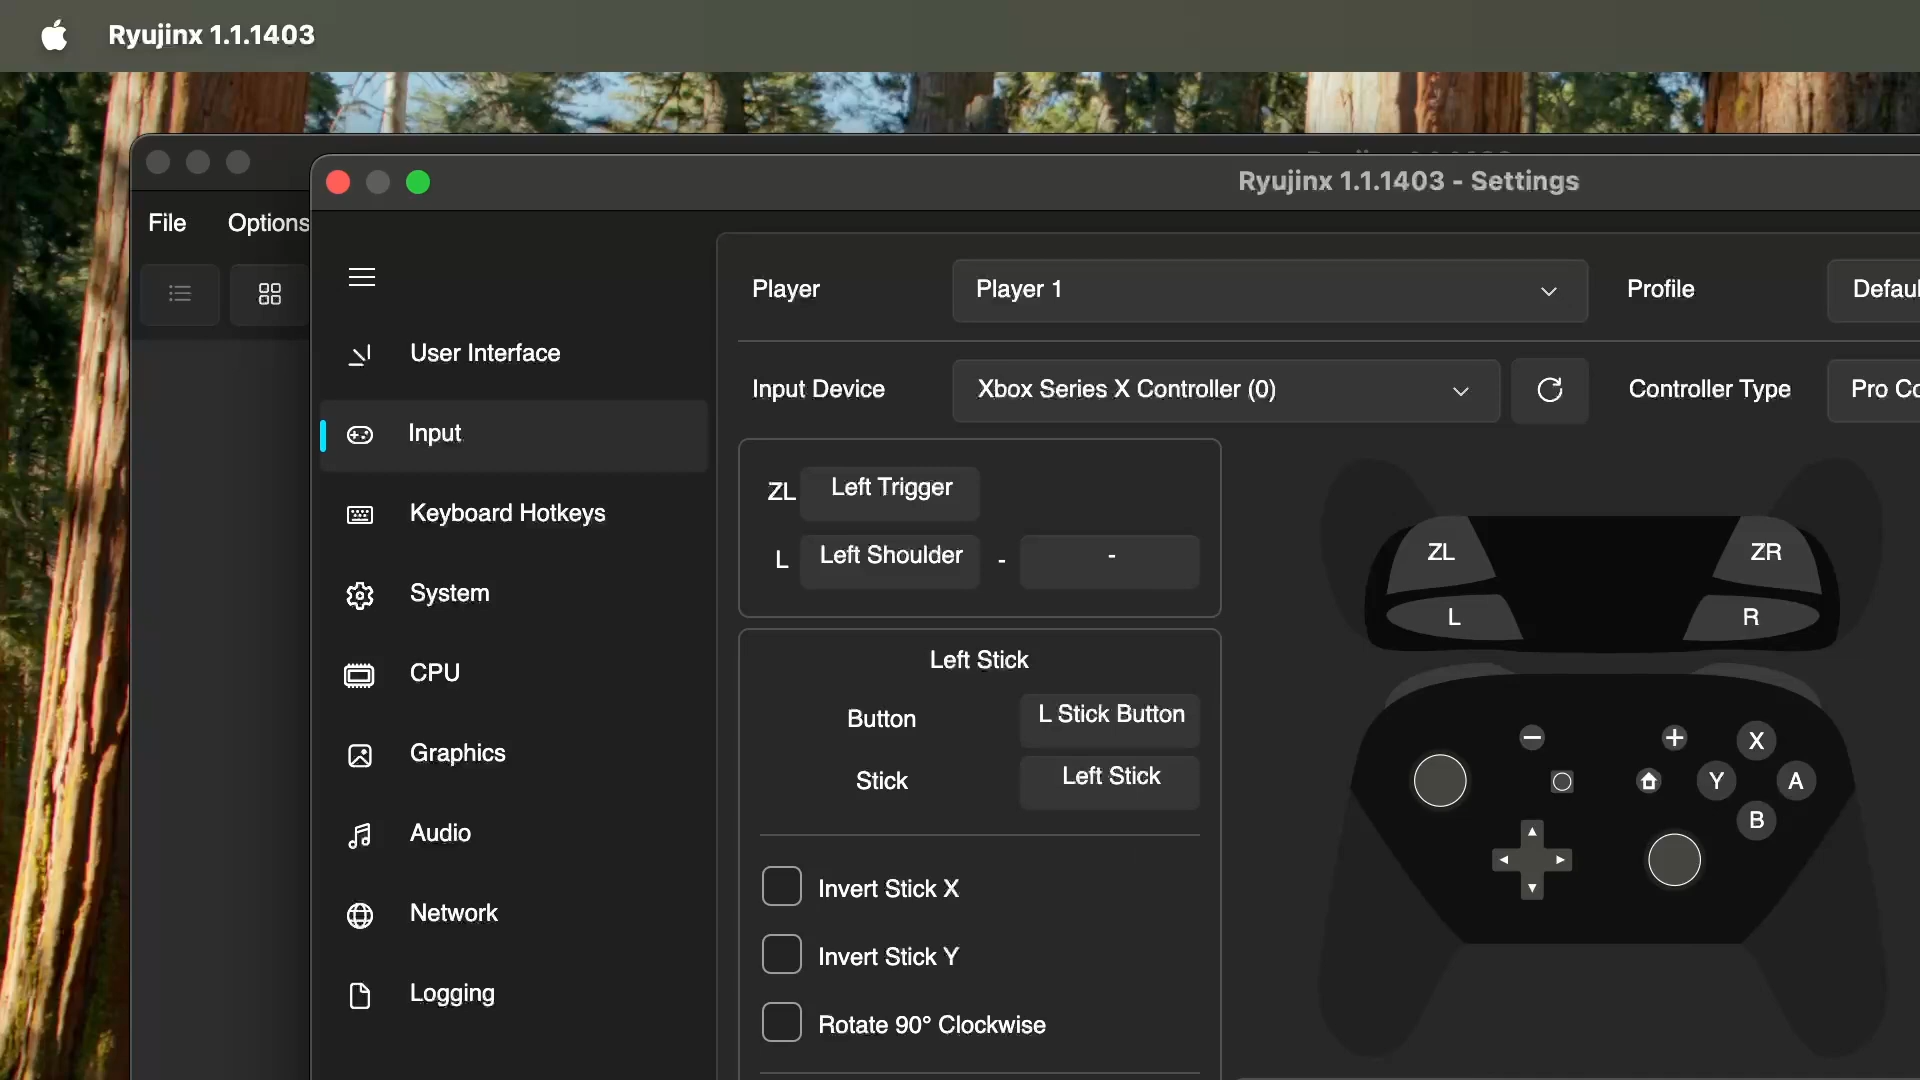 Ryujinx 1.1.1403
Ryujinx 1.1.1403 - Settings
File Options
Player Player 1 Profile
User Interface
Input Device Xbox Series X Controller (0) Controller Type Pro
Input
ZL Left Trigger
Keyboard Hotkeys
L Left Shoulder - -
ZL ZR
L R
System
Left Stick
CPU
Button L Stick Button
Stick Left Stick
X
Y A
B
Graphics
Audio
Invert Stick X
Network
Invert Stick Y
Logging
Rotate 90° Clockwise